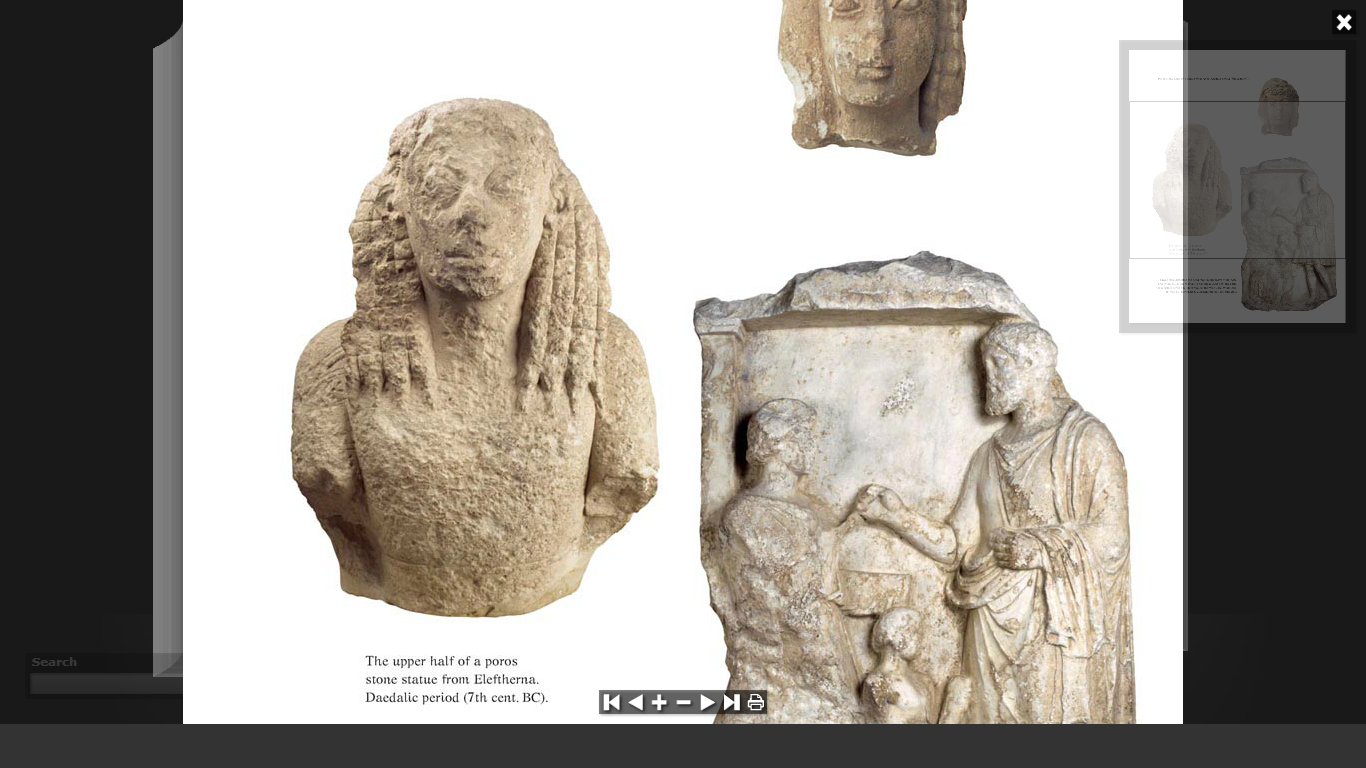 The upper half of a poros
stone statue from Eleftherna.
Daedalic period (7th cent. BC).
Search